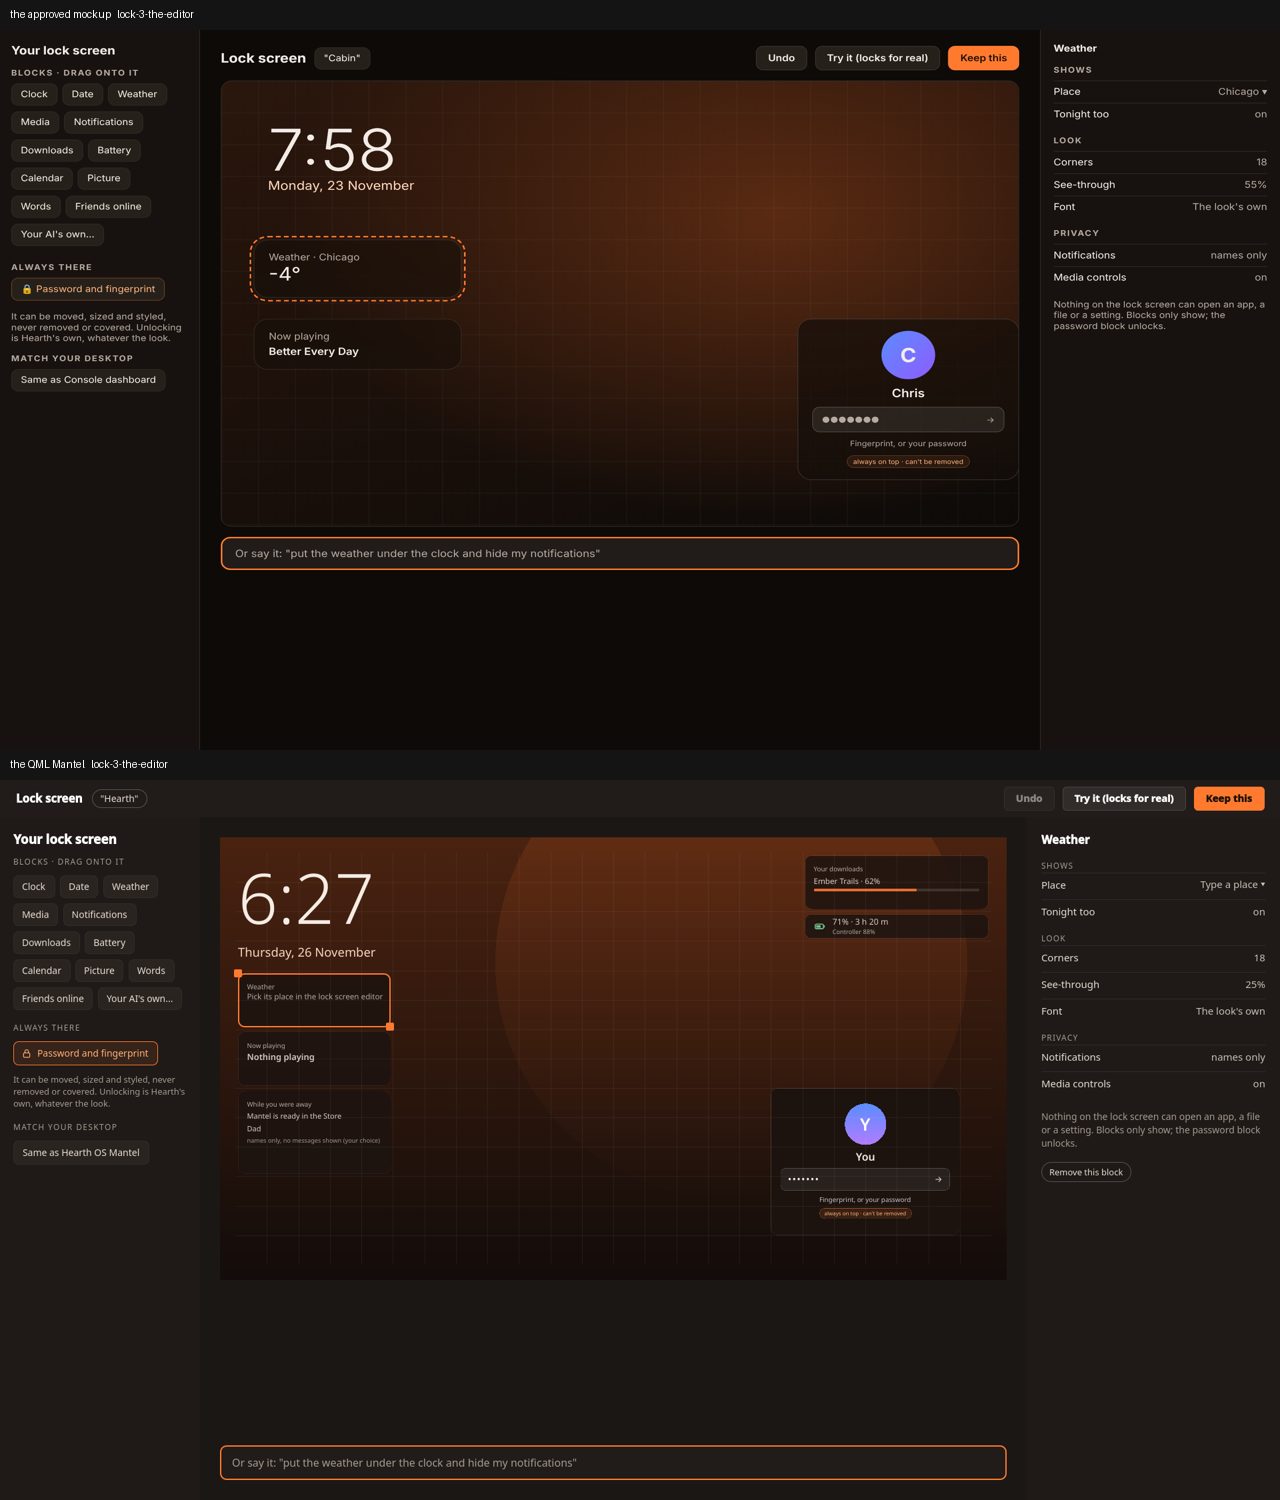 the approved mockup lock-3-the-editor
Your lock screen
BLOCKS · DRAG ONTO IT
Clock
Date
Weather
Media
Notifications
Downloads
Battery
Calendar
Picture
Words
Friends online
Your AI's own...
ALWAYS THERE
Password and fingerprint
It can be moved, sized and styled,
never removed or covered. Unlocking
is Hearth's own, whatever the look.
MATCH YOUR DESKTOP
Same as Console dashboard
Lock screen
"Cabin"
Undo
Try it (locks for real)
Keep this
7:58
Monday, 23 November
Weather · Chicago
-4°
Now playing
Better Every Day
C
Chris
Fingerprint, or your password
always on top · can't be removed
Or say it: "put the weather under the clock and hide my notifications"
Weather
SHOWS
Place Chicago ▾
Tonight too on
LOOK
Corners 18
See-through 55%
Font The look's own
PRIVACY
Notifications names only
Media controls on
Nothing on the lock screen can open an app, a
file or a setting. Blocks only show; the
password block unlocks.
the QML Mantel lock-3-the-editor
Lock screen
"Hearth"
Undo
Try it (locks for real)
Keep this
Your lock screen
BLOCKS · DRAG ONTO IT
Clock
Date
Weather
Media
Notifications
Downloads
Battery
Calendar
Picture
Words
Friends online
Your AI's own...
ALWAYS THERE
Password and fingerprint
It can be moved, sized and styled, never
removed or covered. Unlocking is Hearth's
own, whatever the look.
MATCH YOUR DESKTOP
Same as Hearth OS Mantel
6:27
Thursday, 26 November
Weather
Pick its place in the lock screen editor
Now playing
Nothing playing
While you were away
Mantel is ready in the Store
Dad
names only, no messages shown (your choice)
Your downloads
Ember Trails · 62%
71% · 3 h 20 m
Controller 88%
Y
You
Fingerprint, or your password
always on top · can't be removed
Or say it: "put the weather under the clock and hide my notifications"
Weather
SHOWS
Place Type a place ▾
Tonight too on
LOOK
Corners 18
See-through 25%
Font The look's own
PRIVACY
Notifications names only
Media controls on
Nothing on the lock screen can open an app, a file
or a setting. Blocks only show; the password block
unlocks.
Remove this block